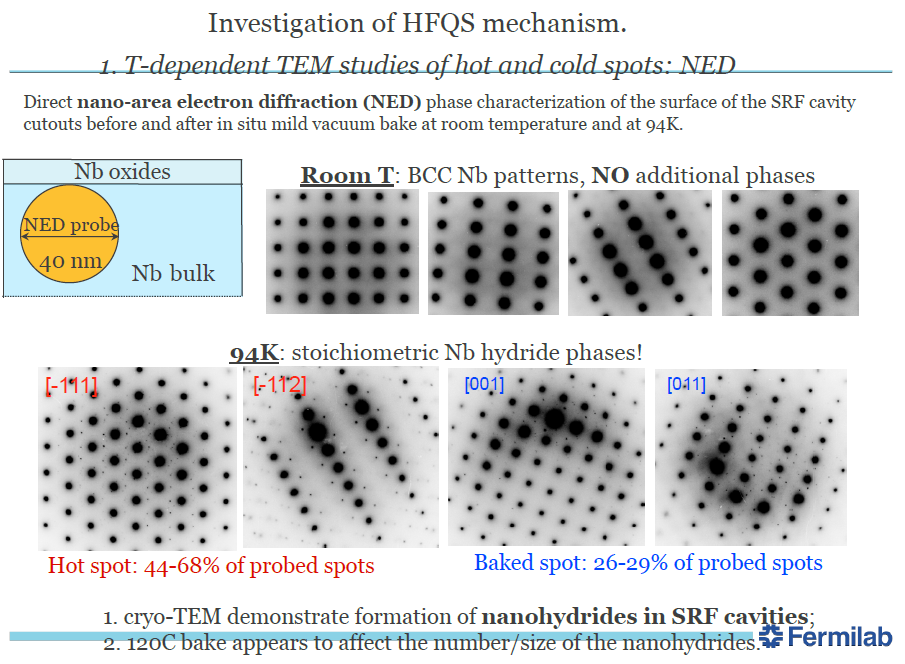 Investigation of HFQS mechanism.
1. T-dependent TEM studies of hot and cold spots: NED
Direct nano-area electron diffraction (NED) phase characterization of the surface of the SRF cavity
cutouts before and after in situ mild vacuum bake at room temperature and at 94K.
Nb oxides
NED probe
40 nm
Nb bulk
Room T: BCC Nb patterns, NO additional phases
94K: stoichiometric Nb hydride phases!
[-111]
[-112]
[001]
[011]
Hot spot: 44-68% of probed spots
Baked spot: 26-29% of probed spots
1. cryo-TEM demonstrate formation of nanohydrides in SRF cavities;
2. 120C bake appears to affect the number/size of the nanohydrides.
Fermilab